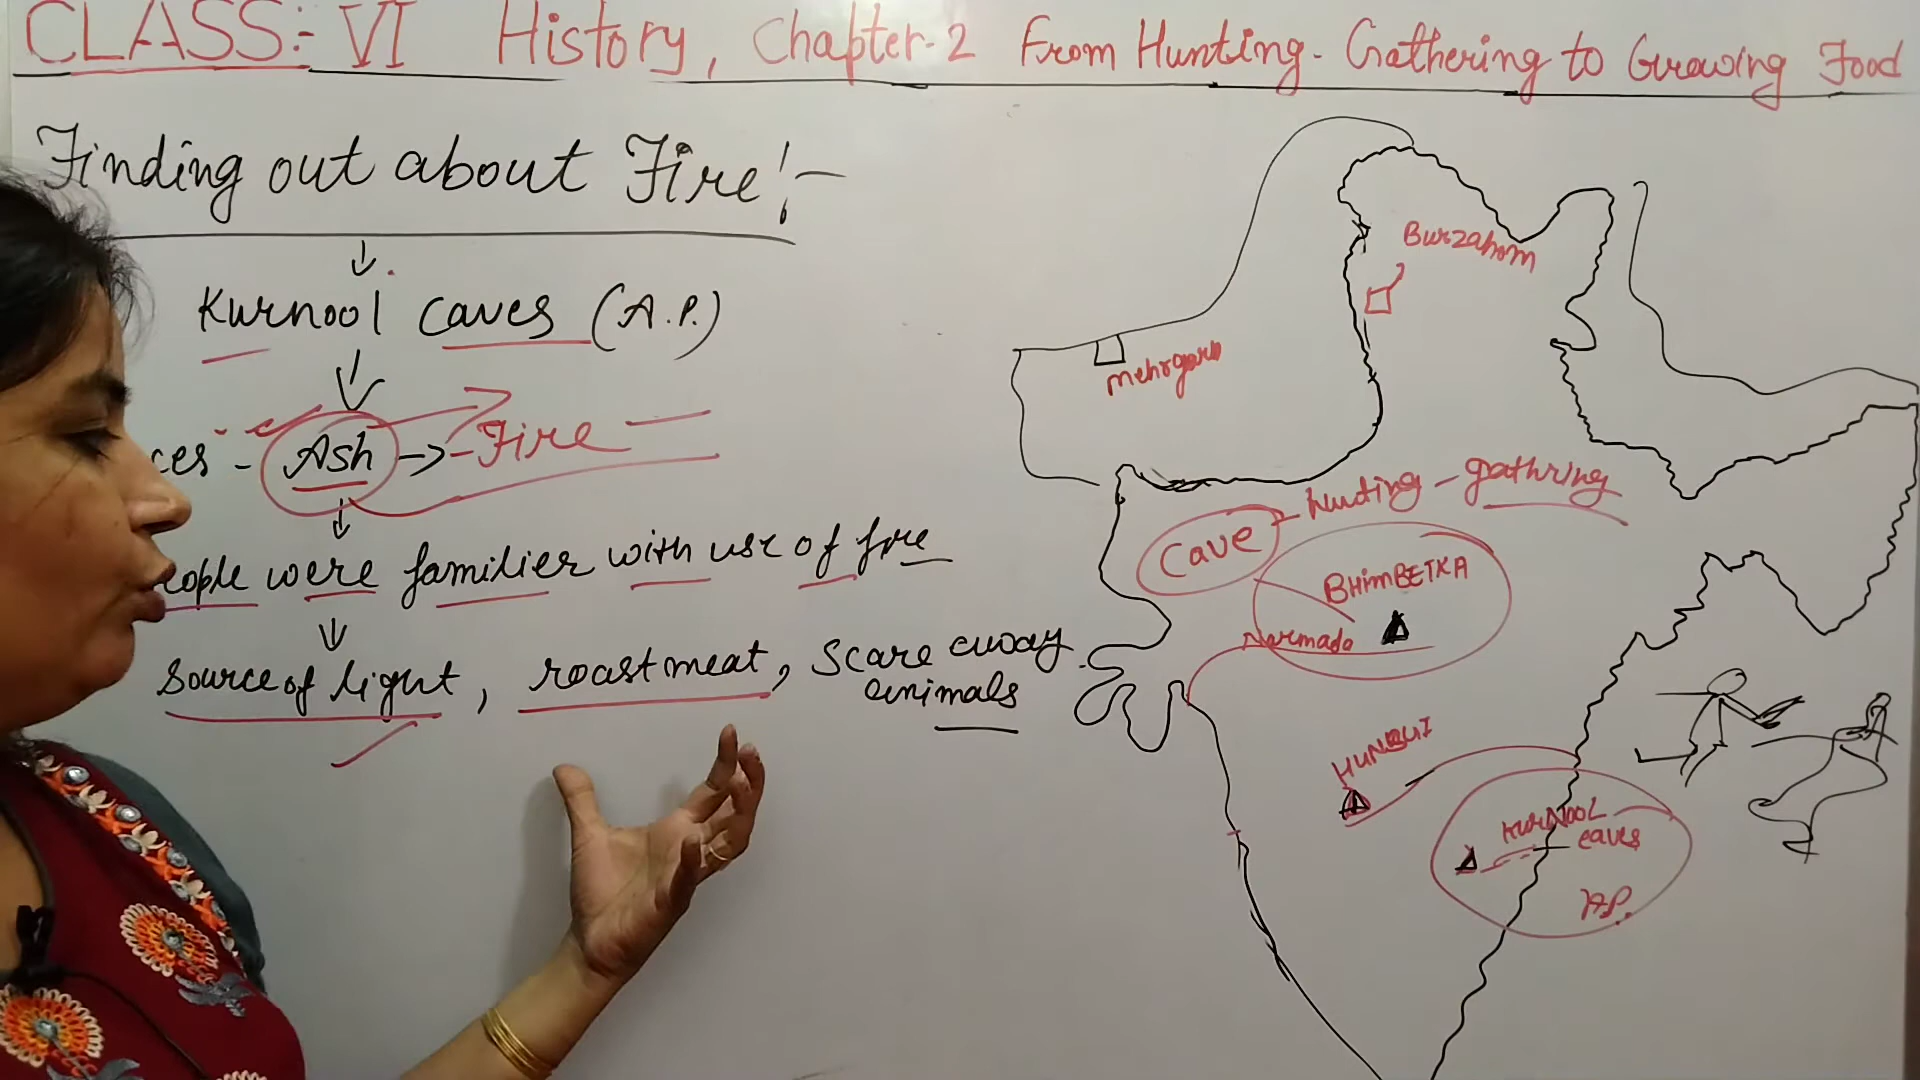 CLASS:- VI History, Chapter-2 From Hunting-Gathering to Growing Food
Finding out about Fire:-
Kurnool caves (A.P.)
ces - Ash -> - Fire
eople were familier with use of fire
Source of light, roast meat, Scare away
animals
Burzahom
Mehrgarh
Cave - hunting - gathring
BHimBETKA
Narmada
HUNSGI
KURNOOL
caves
A.P.